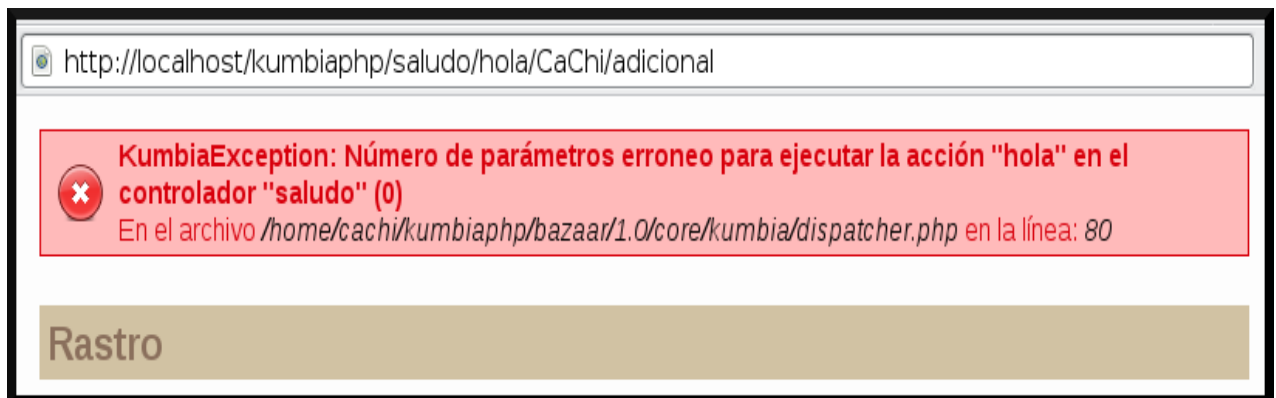 http://localhost/kumbiaphp/saludo/hola/CaChi/adicional
KumbiaException: Número de parámetros erroneo para ejecutar la acción "hola" en el
controlador "saludo" (0)
En el archivo /home/cachi/kumbiaphp/bazaar/1.0/core/kumbia/dispatcher.php en la línea: 80
Rastro